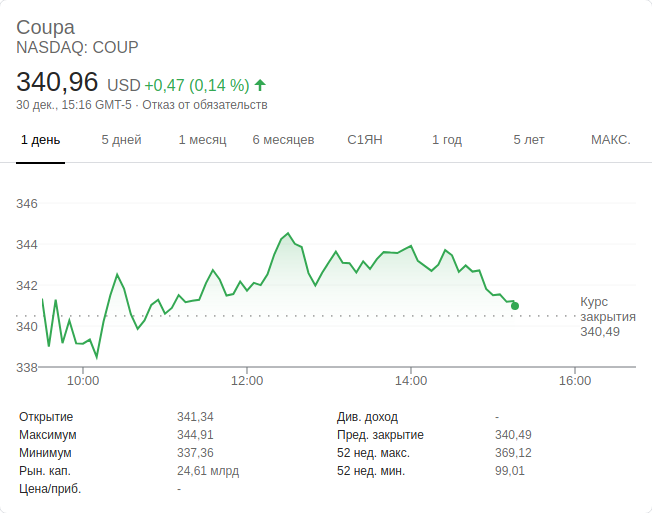 Coupa
NASDAQ: COUP
340,96 USD +0,47 (0,14 %)
30 дек., 15:16 GMT-5 · Отказ от обязательств
1 день 5 дней 1 месяц 6 месяцев С1ЯН 1 год 5 лет МАКС.
346
344
342
340
338
Курс
закрытия
340,49
10:00 12:00 14:00 16:00
Открытие 341,34 Див. доход -
Максимум 344,91 Пред. закрытие 340,49
Минимум 337,36 52 нед. макс. 369,12
Рын. кап. 24,61 млрд 52 нед. мин. 99,01
Цена/приб. -